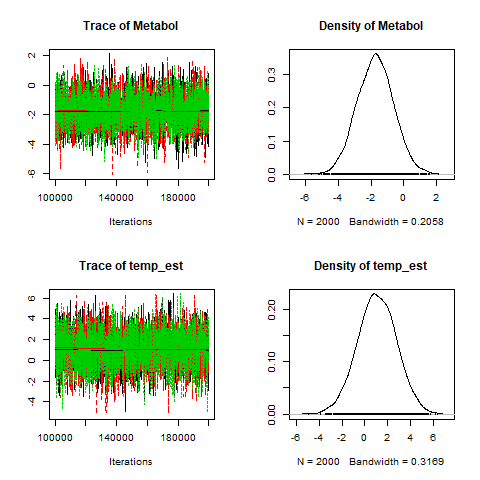 Trace of Metabol
2
0
-2
-4
-6
100000 140000 180000
Iterations
Density of Metabol
0.3
0.2
0.1
0.0
-6 -4 -2 0 2
N = 2000 Bandwidth = 0.2058
Trace of temp_est
6
4
2
0
-2
-4
100000 140000 180000
Iterations
Density of temp_est
0.20
0.10
0.00
-6 -4 -2 0 2 4 6
N = 2000 Bandwidth = 0.3169